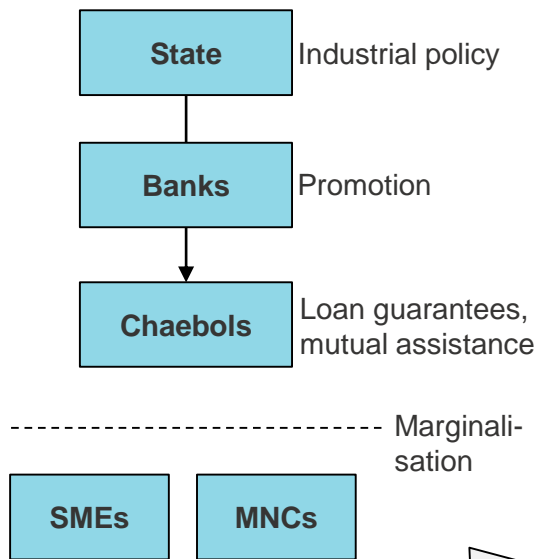 State
Industrial policy
Banks
Promotion
Chaebols
Loan guarantees,
mutual assistance
Marginali-
sation
SMEs
MNCs